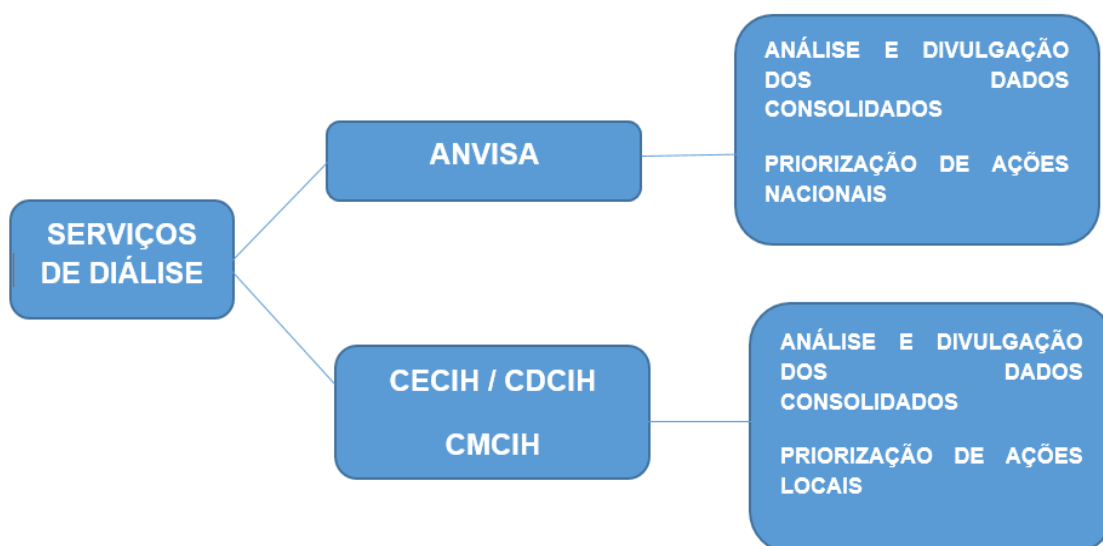 SERVIÇOS
DE DIÁLISE
ANVISA
ANÁLISE E DIVULGAÇÃO
DOS DADOS
CONSOLIDADOS
PRIORIZAÇÃO DE AÇÕES
NACIONAIS
CECIH / CDCIH
CMCIH
ANÁLISE E DIVULGAÇÃO
DOS DADOS
CONSOLIDADOS
PRIORIZAÇÃO DE AÇÕES
LOCAIS